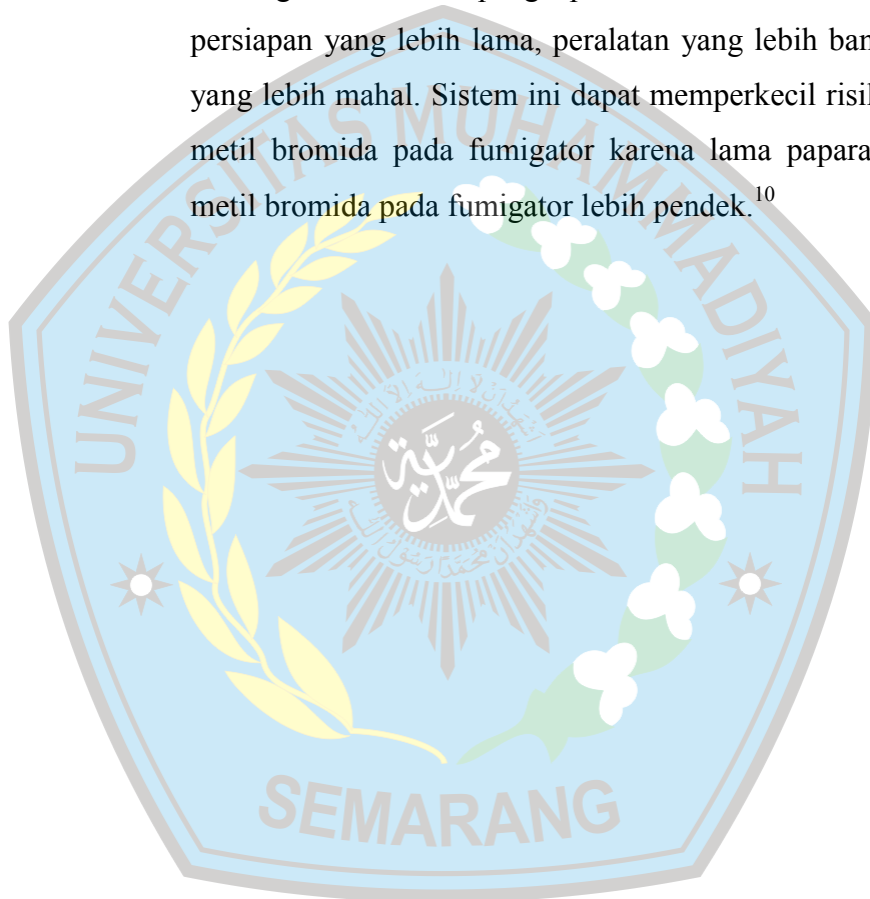 persiapan yang lebih lama, peralatan yang lebih ban
yang lebih mahal. Sistem ini dapat memperkecil risil
metil bromida pada fumigator karena lama papara
metil bromida pada fumigator lebih pendek.10
UNIVERSITAS MUHAMMADIYAH
SEMARANG
محمدية